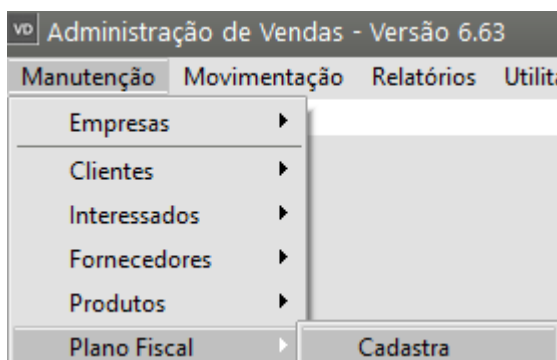 VD Administração de Vendas - Versão 6.63
Manutenção Movimentação Relatórios
Empresas
Clientes
Interessados
Fornecedores
Produtos
Plano Fiscal Cadastra